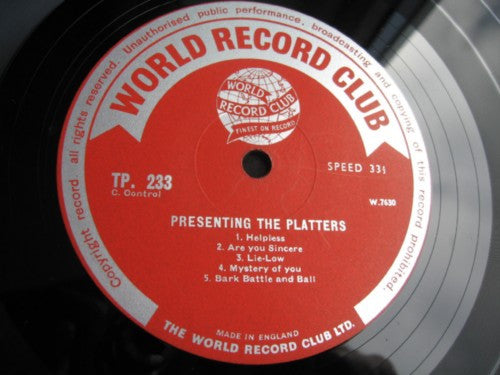 Copyright record all rights reserved. Unauthorised public performance, broadcasting and copying of this record prohibited.
WORLD RECORD CLUB
WORLD
RECORD CLUB
FINEST ON RECORD
TP. 233
C. Control
SPEED 33⅓
W.7630
PRESENTING THE PLATTERS
1. Helpless
2. Are you Sincere
3. Lie-Low
4. Mystery of you
5. Bark Battle and Ball
MADE IN ENGLAND
THE WORLD RECORD CLUB LTD.